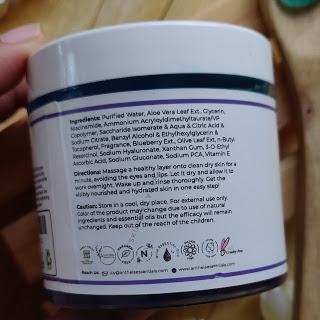 Ingredients: Purified Water, Aloe Vera Leaf Ext., Glycerin,
Niacinamide, Ammonium Acryloyldimethyltaurate/VP
Copolymer, Saccharide Isomerate & Aqua & Citric Acid &
Sodium Citrate, Benzyl Alcohol & Ethylhexylglycerin &
Tocopherol, Fragrance, Blueberry Ext., Olive Leaf Ext., n-Butyl
Resorcinol, Sodium Hyaluronate, Xanthan Gum, 3-O-Ethyl
Ascorbic Acid, Sodium Gluconate, Sodium PCA, Vitamin E
Directions: Massage a healthy layer onto clean dry skin for a
minute, avoiding the eyes and lips. Let it dry and allow it to
work overnight. Wake up and rinse thoroughly. Get the
visibly nourished and hydrated skin in one easy step!
Caution: Store in a cool, dry place. For external use only.
Color of the product may change due to use of natural
ingredients and essential oils but the efficacy will remain
unchanged. Keep out of the reach of the children.
N
Cruelty Free
Reach Us